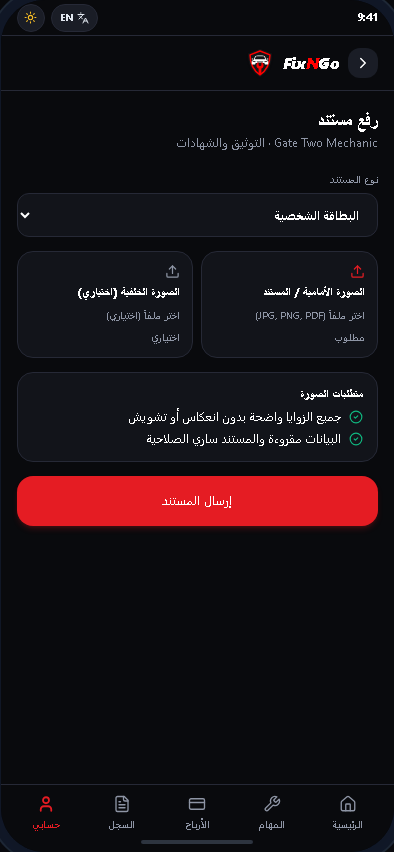 9:41
EN
FixNGo
رفع مستند
Gate Two Mechanic · التوثيق والشهادات
نوع المستند
البطاقة الشخصية
الصورة الأمامية / المستند
اختر ملفاً (JPG, PNG, PDF)
مطلوب
الصورة الخلفية (اختياري)
اختر ملفاً (اختياري)
اختياري
متطلبات الصورة
جميع الزوايا واضحة بدون انعكاس أو تشويش
البيانات مقروءة والمستند ساري الصلاحية
إرسال المستند
الرئيسية
المهام
الأرباح
السجل
حسابي